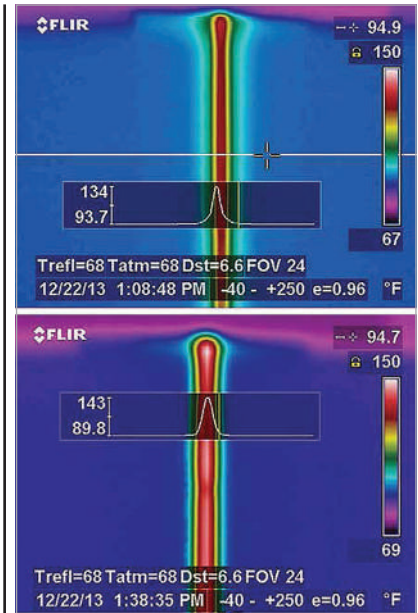 FLIR 94.9
150
134
93.7
67
Trefl=68 Tatm=68 Dst=6.6 FOV 24
12/22/13 1:08:48 PM -40 - +250 e=0.96 °F
FLIR 94.7
150
143
89.8
69
Trefl=68 Tatm=68 Dst=6.6 FOV 24
12/22/13 1:38:35 PM -40 - +250 e=0.96 °F